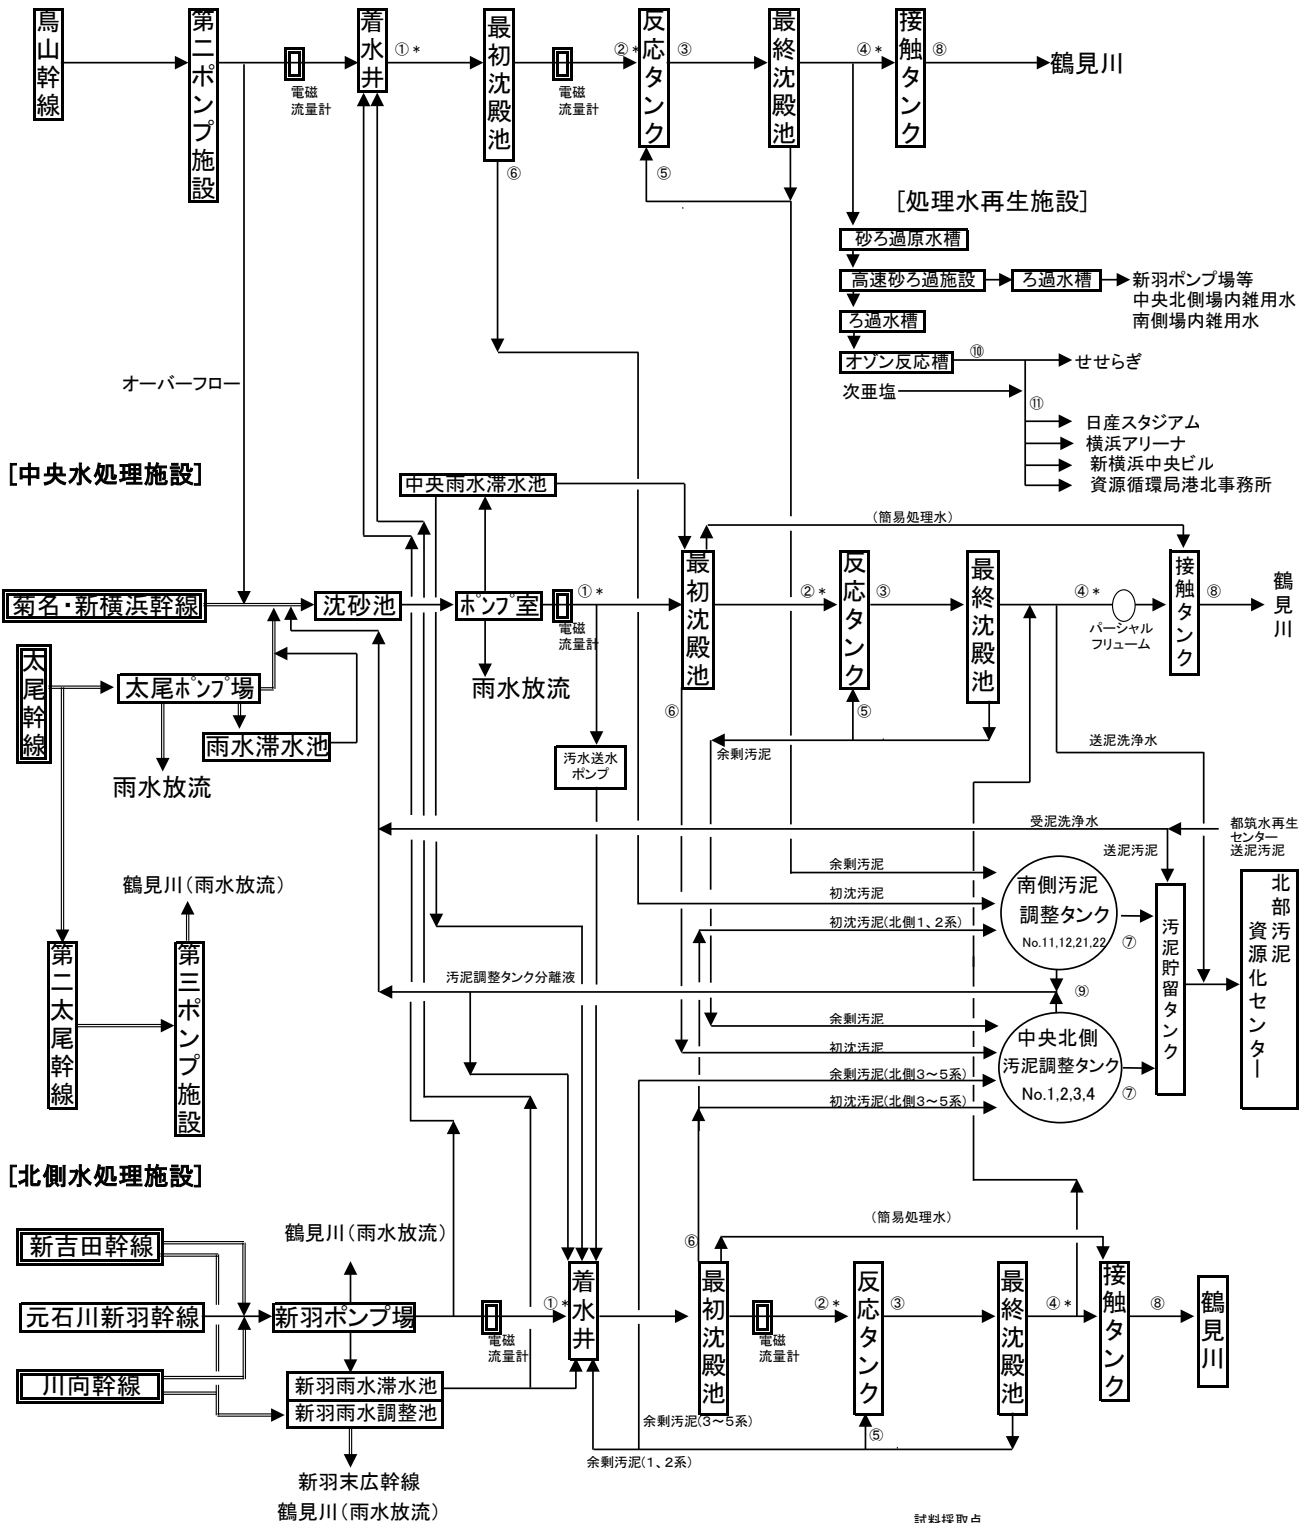 鳥山幹線
第二ポンプ施設
電磁
流量計
着水井
①*
最初沈殿池
電磁
流量計
②*
反応タンク
③
最終沈殿池
④*
接触タンク
⑧
鶴見川
⑥
⑤
[処理水再生施設]
砂ろ過原水槽
高速砂ろ過施設
ろ過水槽
新羽ポンプ場等
中央北側場内雑用水
南側場内雑用水
ろ過水槽
オゾン反応槽
⑩
せせらぎ
次亜塩
⑪
日産スタジアム
横浜アリーナ
新横浜中央ビル
資源循環局港北事務所
オーバーフロー
[中央水処理施設]
中央雨水滞水池
(簡易処理水)
菊名・新横浜幹線
沈砂池
ポンプ室
電磁
流量計
①*
最初沈殿池
②*
反応タンク
③
最終沈殿池
④*
パーシャル
フリューム
接触タンク
⑧
鶴見川
太尾幹線
太尾ポンプ場
雨水滞水池
雨水放流
雨水放流
汚水送水
ポンプ
⑥
⑤
余剰汚泥
送泥洗浄水
受泥洗浄水
都筑水再生
センター
送泥汚泥
送泥汚泥
鶴見川(雨水放流)
第二太尾幹線
第三ポンプ施設
余剰汚泥
初沈汚泥
初沈汚泥(北側1、2系)
南側汚泥
調整タンク
No.11,12,21,22
⑦
汚泥貯留タンク
北部汚泥
資源化センター
汚泥調整タンク分離液
⑨
余剰汚泥
初沈汚泥
余剰汚泥(北側3~5系)
初沈汚泥(北側3~5系)
中央北側
汚泥調整タンク
No.1,2,3,4
⑦
[北側水処理施設]
新吉田幹線
元石川新羽幹線
川向幹線
鶴見川(雨水放流)
新羽ポンプ場
新羽雨水滞水池
新羽雨水調整池
新羽末広幹線
鶴見川(雨水放流)
電磁
流量計
①*
着水井
⑥
(簡易処理水)
最初沈殿池
電磁
流量計
②*
反応タンク
③
最終沈殿池
④*
接触タンク
⑧
鶴見川
余剰汚泥(3~5系)
⑤
余剰汚泥(1、2系)
試料採取点